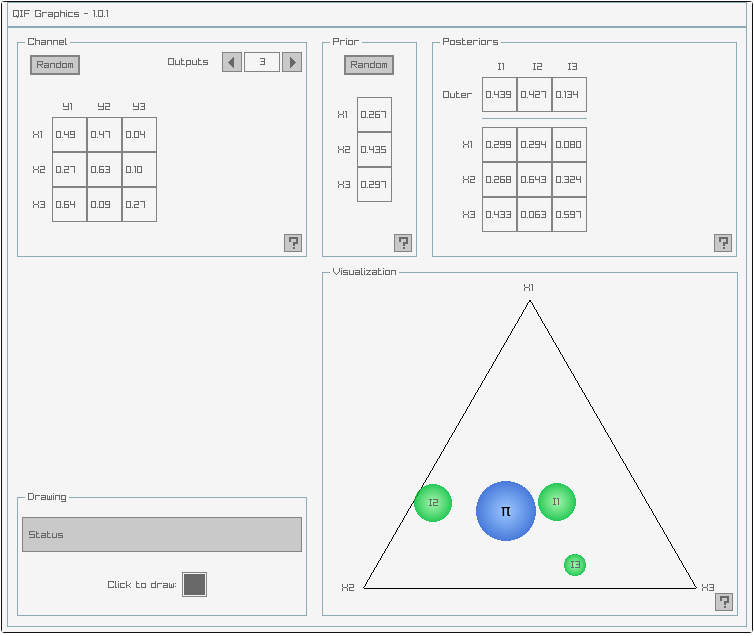 QIF Graphics - 1.0.1
Channel
Random
Outputs
3
Y1 Y2 Y3
X1 0.49 0.47 0.04
X2 0.27 0.63 0.10
X3 0.64 0.09 0.27
?
Prior
Random
X1 0.267
X2 0.435
X3 0.297
?
Posteriors
I1 I2 I3
Outer 0.439 0.427 0.134
X1 0.299 0.294 0.080
X2 0.268 0.643 0.324
X3 0.433 0.063 0.597
?
Visualization
X1
I2 π I1
I3
X2 X3
?
Drawing
Status
Click to draw: